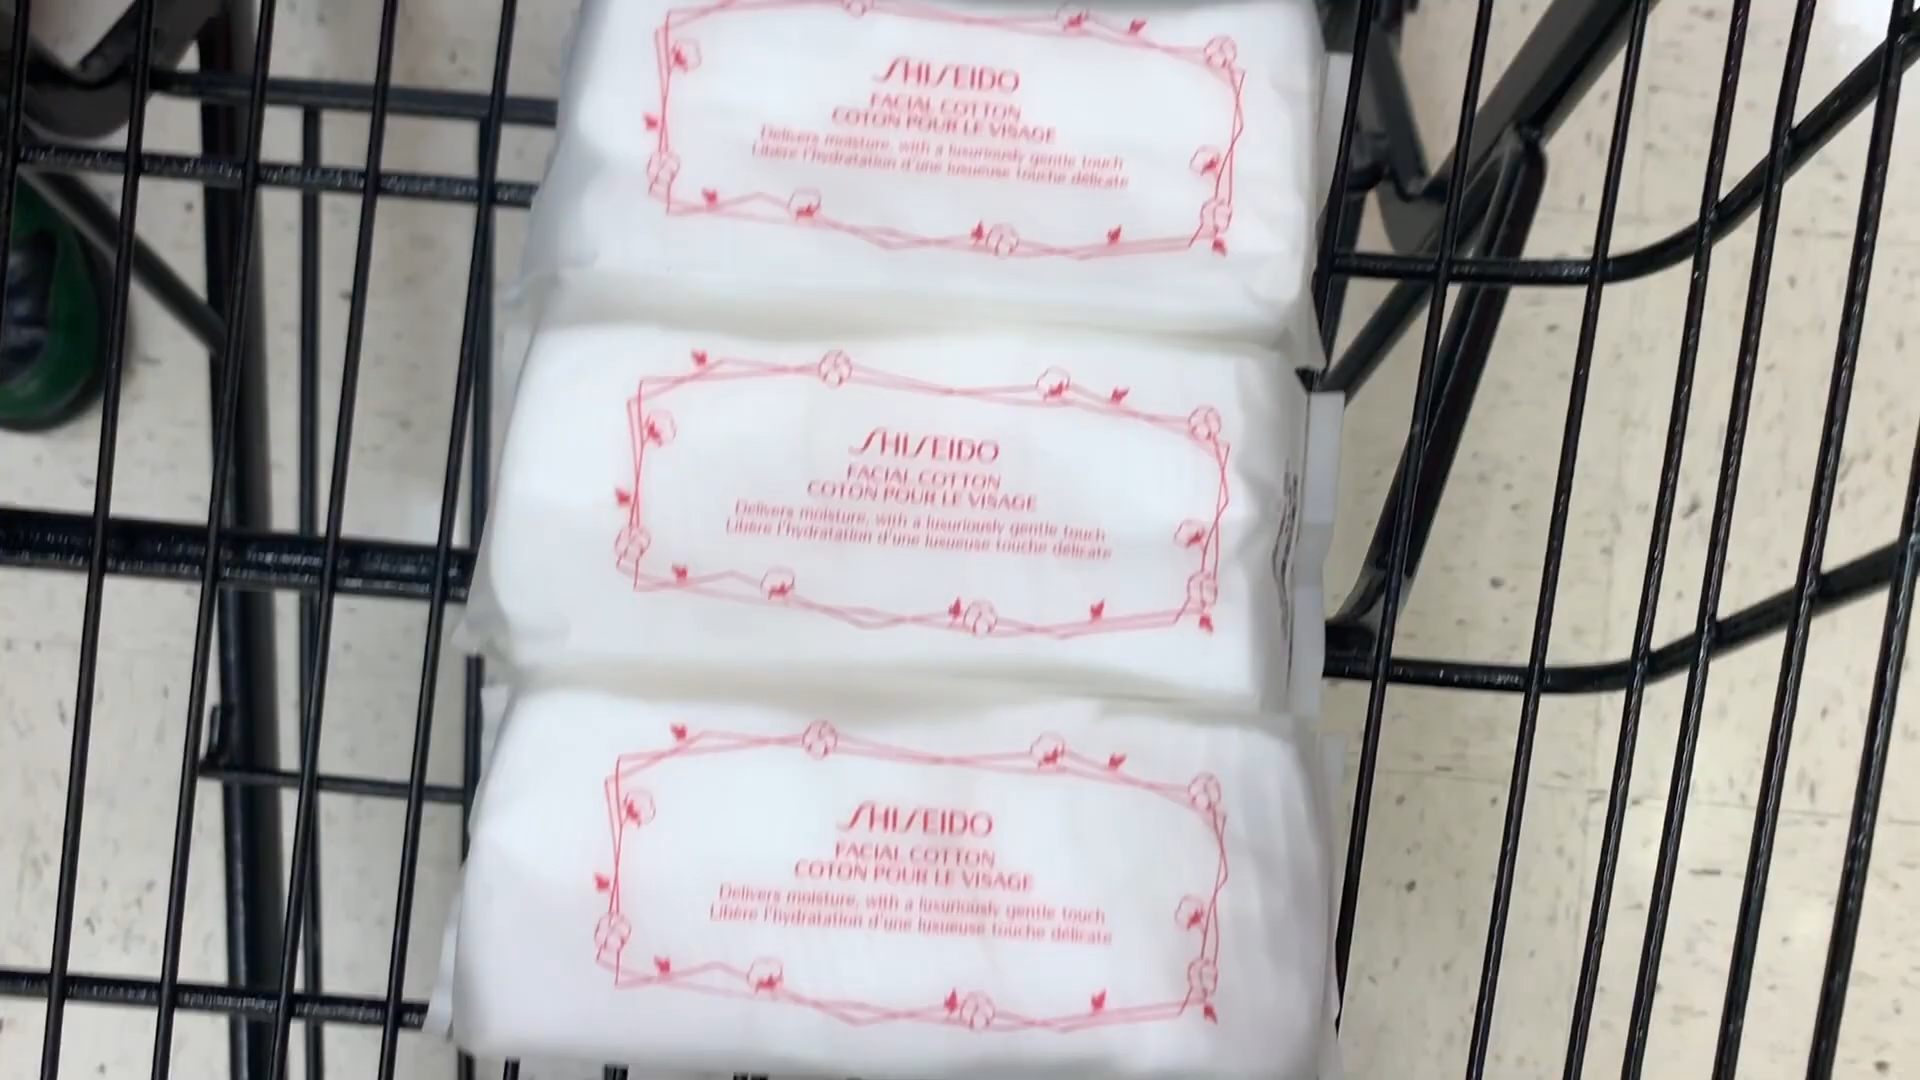 SHISEIDO
FACIAL COTTON
COTON POUR LE VISAGE
Delivers moisture, with a luxuriously gentle touch
Libère l'hydratation d'une luxueuse touche délicate
SHISEIDO
FACIAL COTTON
COTON POUR LE VISAGE
Delivers moisture, with a luxuriously gentle touch
Libère l'hydratation d'une luxueuse touche délicate
SHISEIDO
FACIAL COTTON
COTON POUR LE VISAGE
Delivers moisture, with a luxuriously gentle touch
Libère l'hydratation d'une luxueuse touche délicate